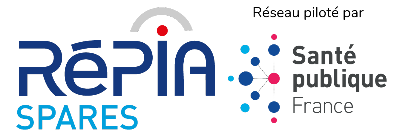 Réseau piloté par
RéPIA
SPARES
Santé
publique
France